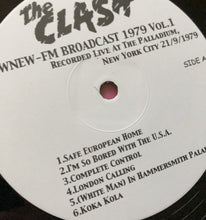 the
CLASH
WNEW-FM BROADCAST 1979 VOL.1
RECORDED LIVE AT THE PALLADIUM,
NEW YORK CITY 21/9/1979
SIDE A
1.SAFE EUROPEAN HOME
2.I'M SO BORED WITH THE U.S.A.
3.COMPLETE CONTROL
4.LONDON CALLING
5.(WHITE MAN) IN HAMMERSMITH PALAI
6.KOKA KOLA